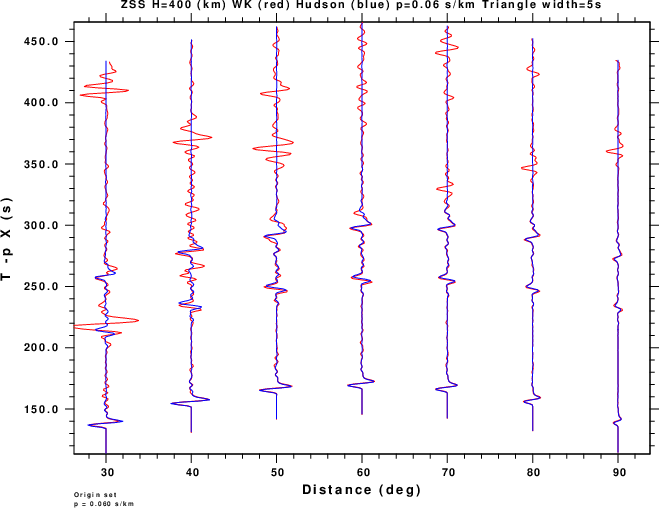 ZSS H=400 (km) WK (red) Hudson (blue) p=0.06 s/km Triangle width=5s
450.0
400.0
350.0
300.0
250.0
200.0
150.0
T -p X (s)
30 40 50 60 70 80 90
Distance (deg)
Origin set
p = 0.060 s/km